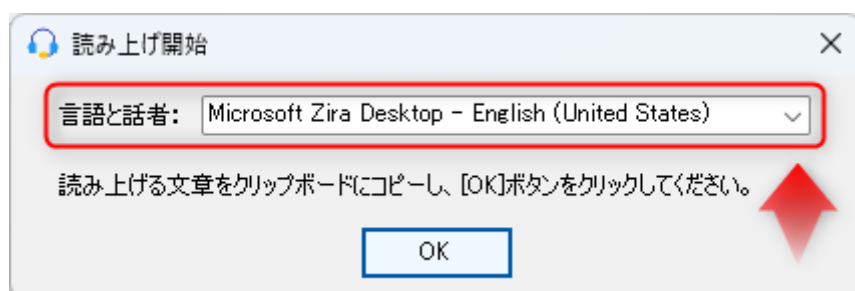 読み上げ開始
言語と話者: Microsoft Zira Desktop - English (United States)
読み上げる文章をクリップボードにコピーし、[OK]ボタンをクリックしてください。
OK